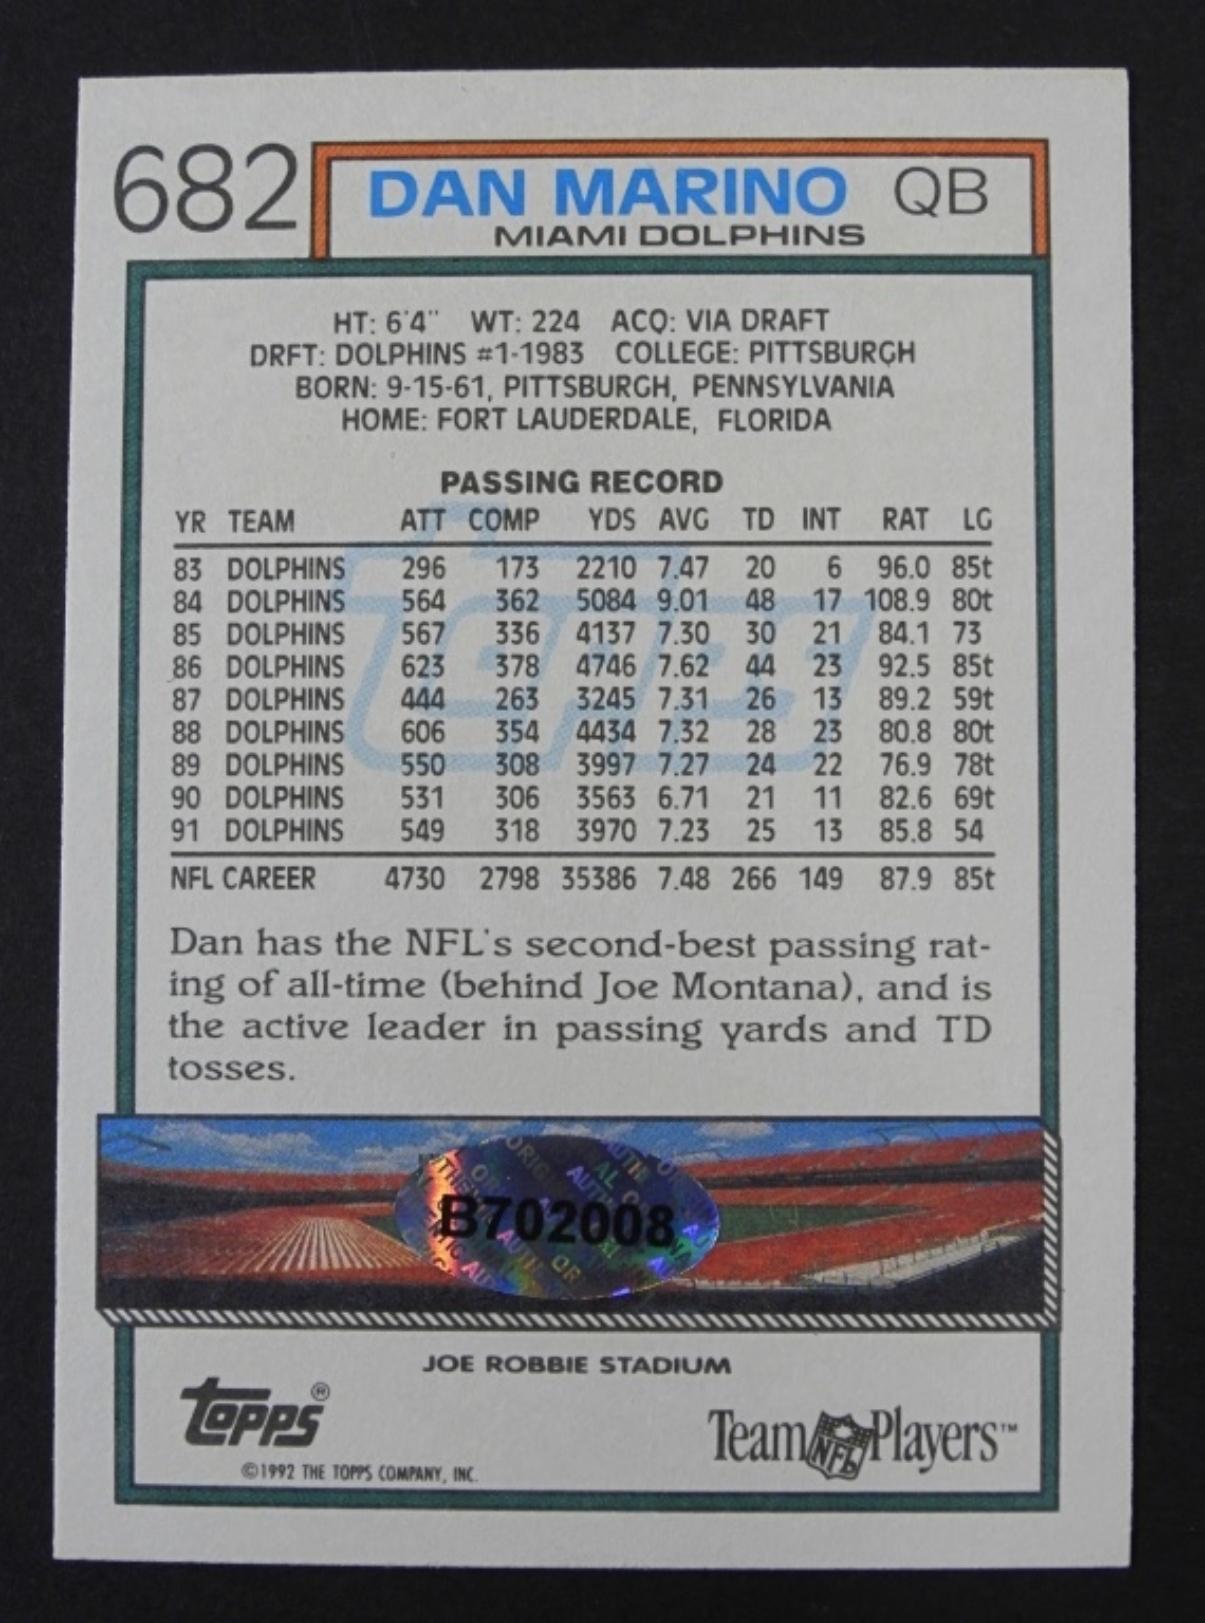 682
DAN MARINO QB
MIAMI DOLPHINS
HT: 6'4" WT: 224 ACQ: VIA DRAFT
DRFT: DOLPHINS #1-1983 COLLEGE: PITTSBURGH
BORN: 9-15-61, PITTSBURGH, PENNSYLVANIA
HOME: FORT LAUDERDALE, FLORIDA
PASSING RECORD
YR TEAM ATT COMP YDS AVG TD INT RAT LG
83 DOLPHINS 296 173 2210 7.47 20 6 96.0 85t
84 DOLPHINS 564 362 5084 9.01 48 17 108.9 80t
85 DOLPHINS 567 336 4137 7.30 30 21 84.1 73
86 DOLPHINS 623 378 4746 7.62 44 23 92.5 85t
87 DOLPHINS 444 263 3245 7.31 26 13 89.2 59t
88 DOLPHINS 606 354 4434 7.32 28 23 80.8 80t
89 DOLPHINS 550 308 3997 7.27 24 22 76.9 78t
90 DOLPHINS 531 306 3563 6.71 21 11 82.6 69t
91 DOLPHINS 549 318 3970 7.23 25 13 85.8 54
NFL CAREER 4730 2798 35386 7.48 266 149 87.9 85t
Dan has the NFL's second-best passing rat-
ing of all-time (behind Joe Montana), and is
the active leader in passing yards and TD
tosses.
B702008
JOE ROBBIE STADIUM
TOPPS®
Team NFL Players™
©1992 THE TOPPS COMPANY, INC.